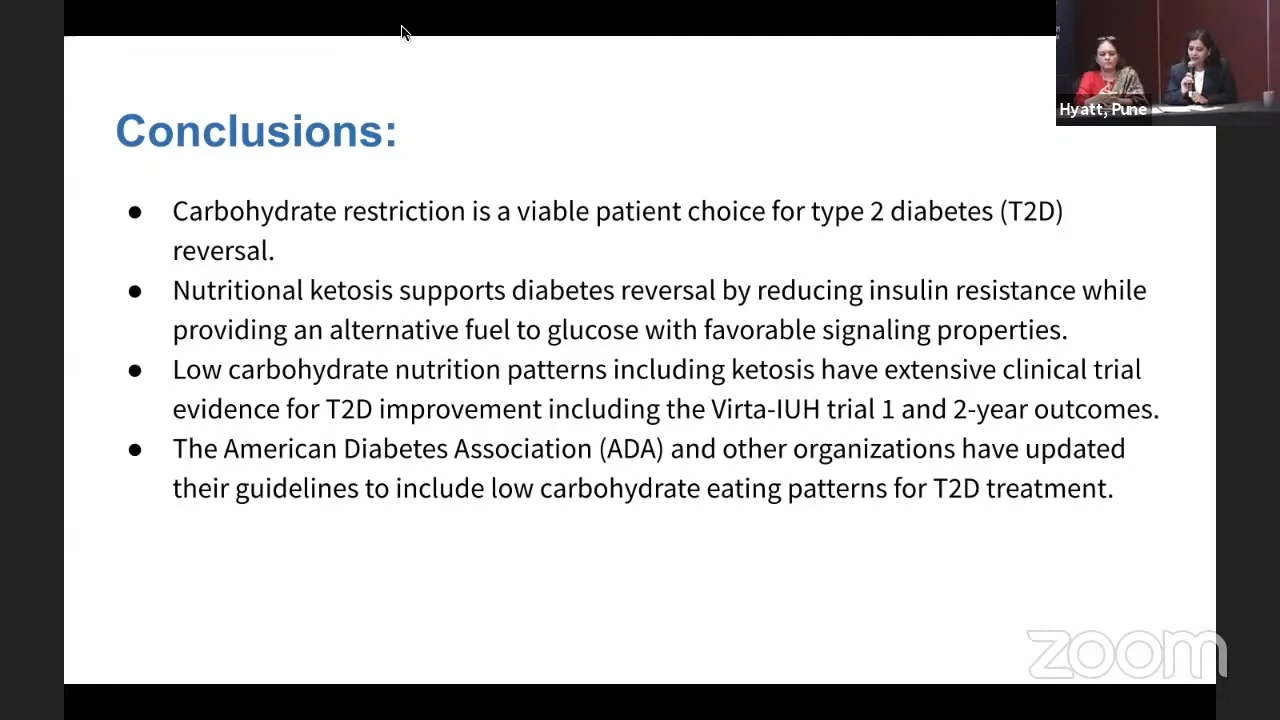 Hyatt, Pune
Conclusions:
● Carbohydrate restriction is a viable patient choice for type 2 diabetes (T2D)
reversal.
● Nutritional ketosis supports diabetes reversal by reducing insulin resistance while
providing an alternative fuel to glucose with favorable signaling properties.
● Low carbohydrate nutrition patterns including ketosis have extensive clinical trial
evidence for T2D improvement including the Virta-IUH trial 1 and 2-year outcomes.
● The American Diabetes Association (ADA) and other organizations have updated
their guidelines to include low carbohydrate eating patterns for T2D treatment.
zoom